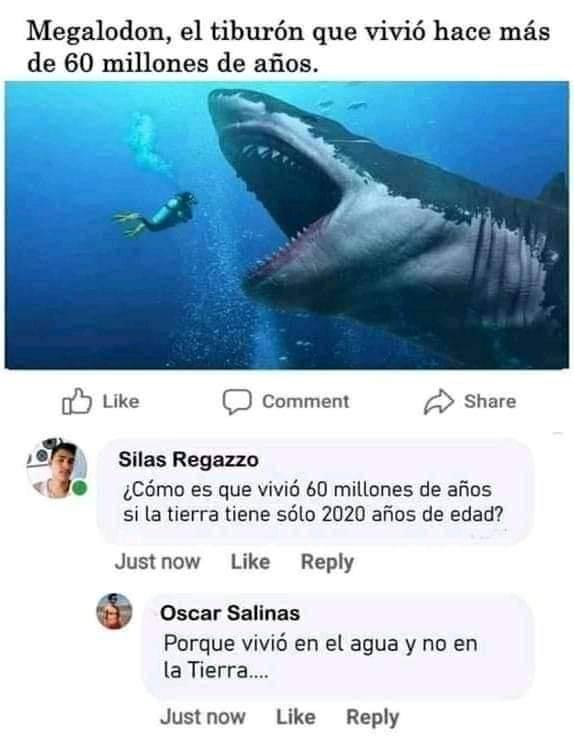 Megalodon, el tiburón que vivió hace más
de 60 millones de años.
Like
Comment
Share
Silas Regazzo
¿Cómo es que vivió 60 millones de años
si la tierra tiene sólo 2020 años de edad?
Just now Like Reply
Oscar Salinas
Porque vivió en el agua y no en
la Tierra....
Just now Like Reply